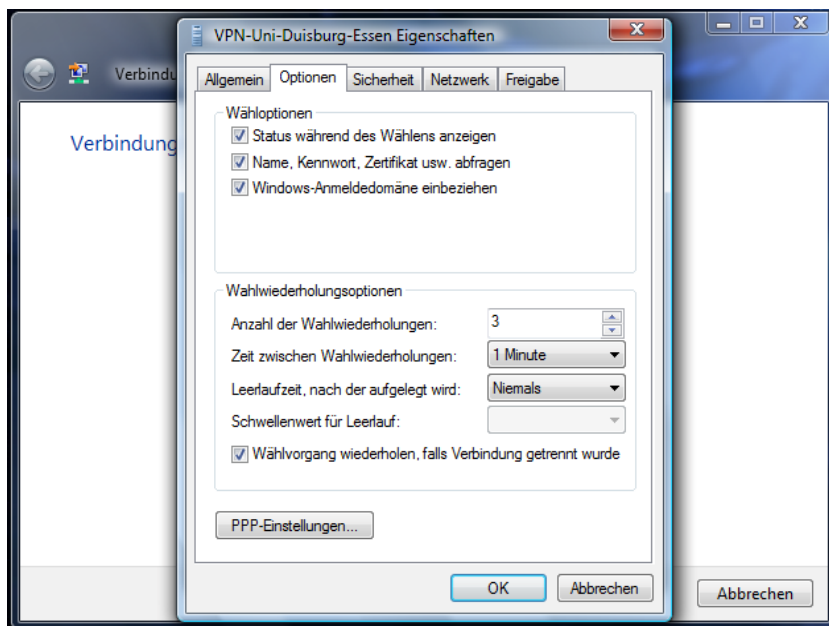 VPN-Uni-Duisburg-Essen Eigenschaften
Verbindu
Allgemein Optionen Sicherheit Netzwerk Freigabe
Verbindung
Wähloptionen
Status während des Wählens anzeigen
Name, Kennwort, Zertifikat usw. abfragen
Windows-Anmeldedomäne einbeziehen
Wahlwiederholungsoptionen
Anzahl der Wahlwiederholungen: 3
Zeit zwischen Wahlwiederholungen: 1 Minute
Leerlaufzeit, nach der aufgelegt wird: Niemals
Schwellenwert für Leerlauf:
Wählvorgang wiederholen, falls Verbindung getrennt wurde
PPP-Einstellungen...
OK Abbrechen
Abbrechen